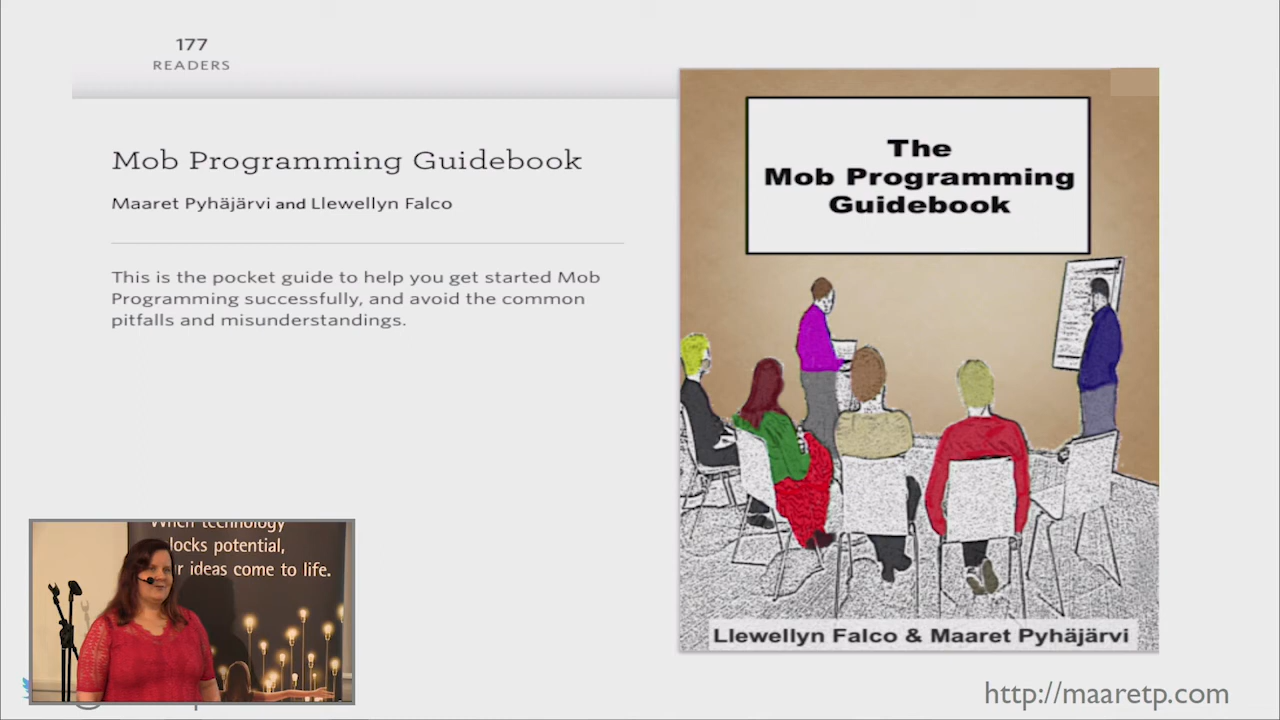 177
READERS
Mob Programming Guidebook
Maaret Pyhäjärvi and Llewellyn Falco
This is the pocket guide to help you get started Mob
Programming successfully, and avoid the common
pitfalls and misunderstandings.
The
Mob Programming
Guidebook
Llewellyn Falco & Maaret Pyhäjärvi
When technology
locks potential,
ideas come to life.
http://maaretp.com